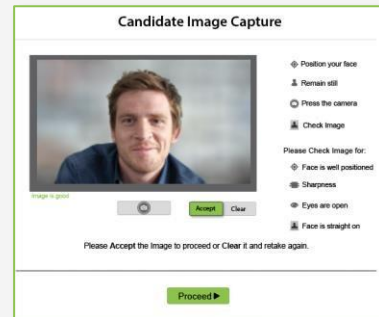 Candidate Image Capture
Position your face
Remain still
Press the camera
Check Image
Please Check Image for:
Face is well positioned
Sharpness
Eyes are open
Face is straight on
Image is good
Accept
Clear
Please Accept the Image to proceed or Clear it and retake again.
Proceed